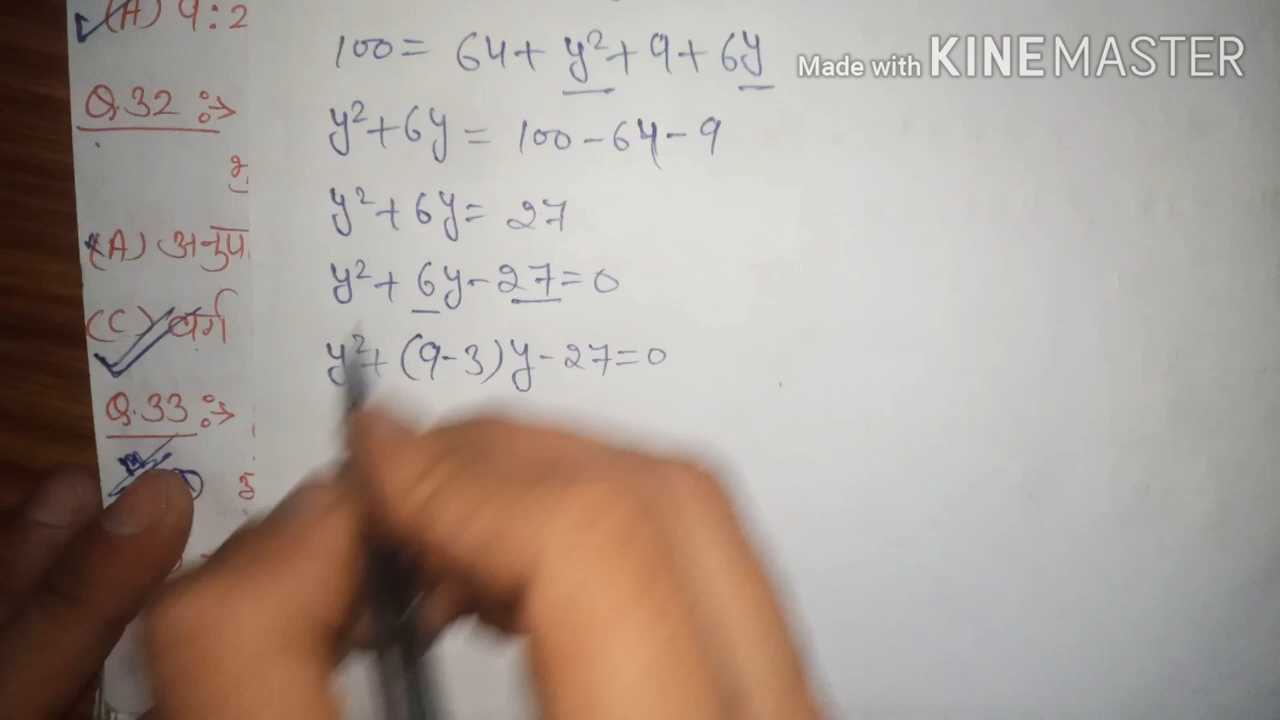 (A) 9:2
Q.32 :→
(A) अनुप
(C) वर्ग
Q.33 :→
100 = 64 + y² + 9 + 6y
y² + 6y = 100 - 64 - 9
y² + 6y = 27
y² + 6y - 27 = 0
y² + (9-3)y - 27 = 0
Made with KINEMASTER